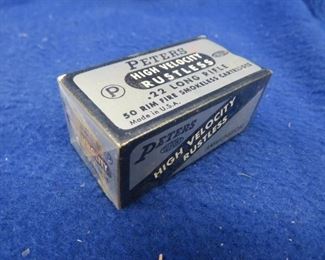 PETERS
HIGH VELOCITY
RUSTLESS
P
.22 LONG RIFLE
50 RIM FIRE SMOKELESS CARTRIDGES
Made in U.S.A.
PETERS
HIGH VELOCITY
RUSTLESS